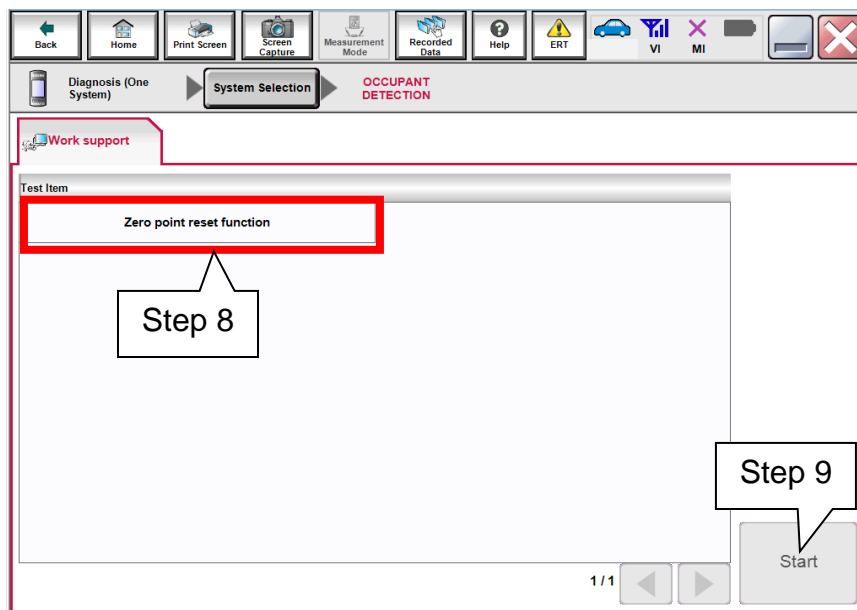 Back
Home
Print Screen
Screen
Capture
Measurement
Mode
Recorded
Data
Help
ERT
VI
MI
Diagnosis (One
System)
System Selection
OCCUPANT
DETECTION
Work support
Test Item
Zero point reset function
Step 8
Step 9
Start
1/1